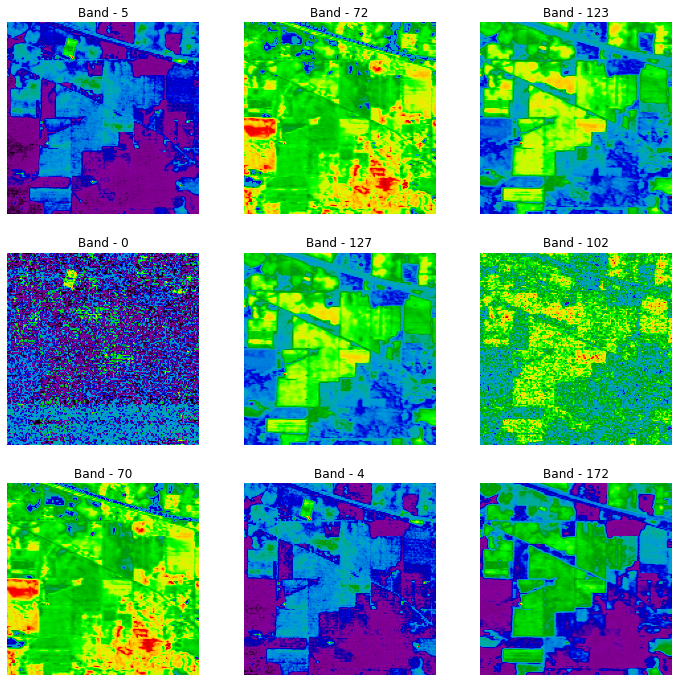 Band - 5
Band - 72
Band - 123
Band - 0
Band - 127
Band - 102
Band - 70
Band - 4
Band - 172